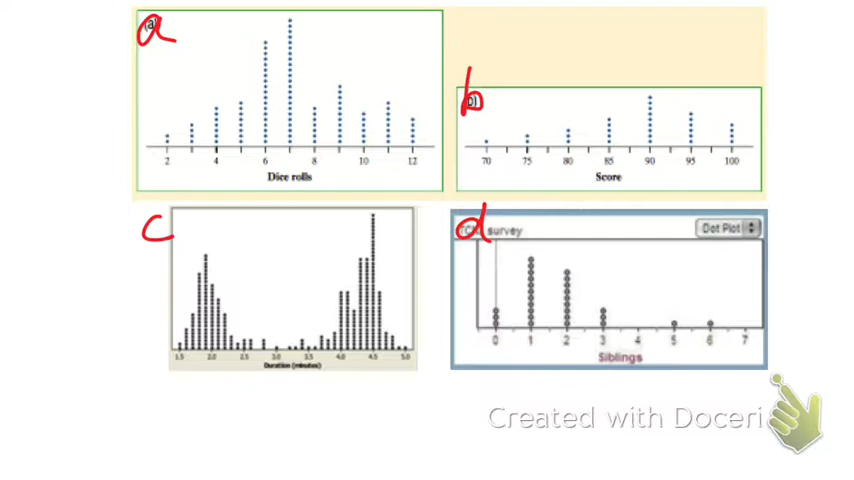 a
(a)
2 4 6 8 10 12
Dice rolls
b
70 75 80 85 90 95 100
Score
c
1.5 2.0 2.5 3.0 3.5 4.0 4.5 5.0
Duration (minutes)
d
survey
Dot Plot
0 1 2 3 4 5 6 7
Siblings
Created with Doceri